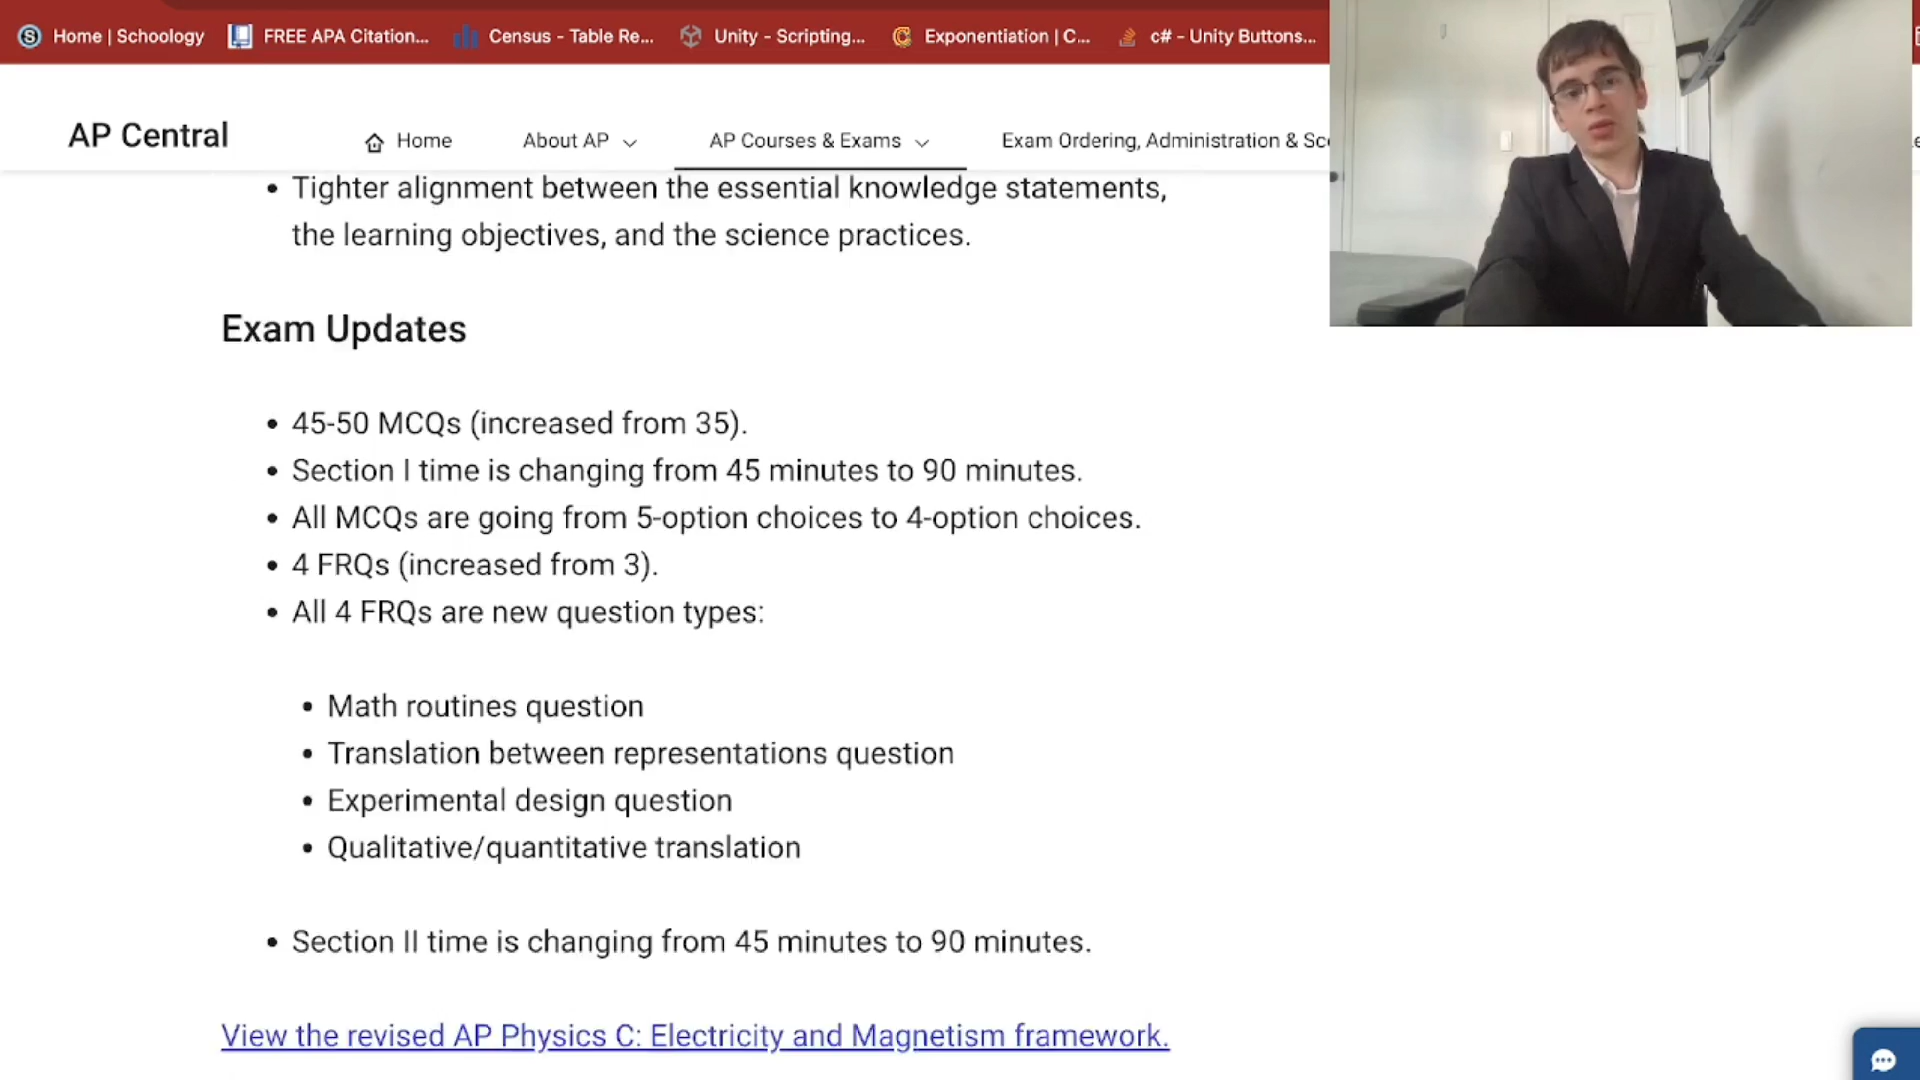 Home | Schoology
FREE APA Citation...
Census - Table Re...
Unity - Scripting...
Exponentiation | C...
c# - Unity Buttons...
AP Central
Home
About AP
AP Courses & Exams
Exam Ordering, Administration & Sc
• Tighter alignment between the essential knowledge statements,
the learning objectives, and the science practices.
Exam Updates
• 45-50 MCQs (increased from 35).
• Section I time is changing from 45 minutes to 90 minutes.
• All MCQs are going from 5-option choices to 4-option choices.
• 4 FRQs (increased from 3).
• All 4 FRQs are new question types:
• Math routines question
• Translation between representations question
• Experimental design question
• Qualitative/quantitative translation
• Section II time is changing from 45 minutes to 90 minutes.
View the revised AP Physics C: Electricity and Magnetism framework.